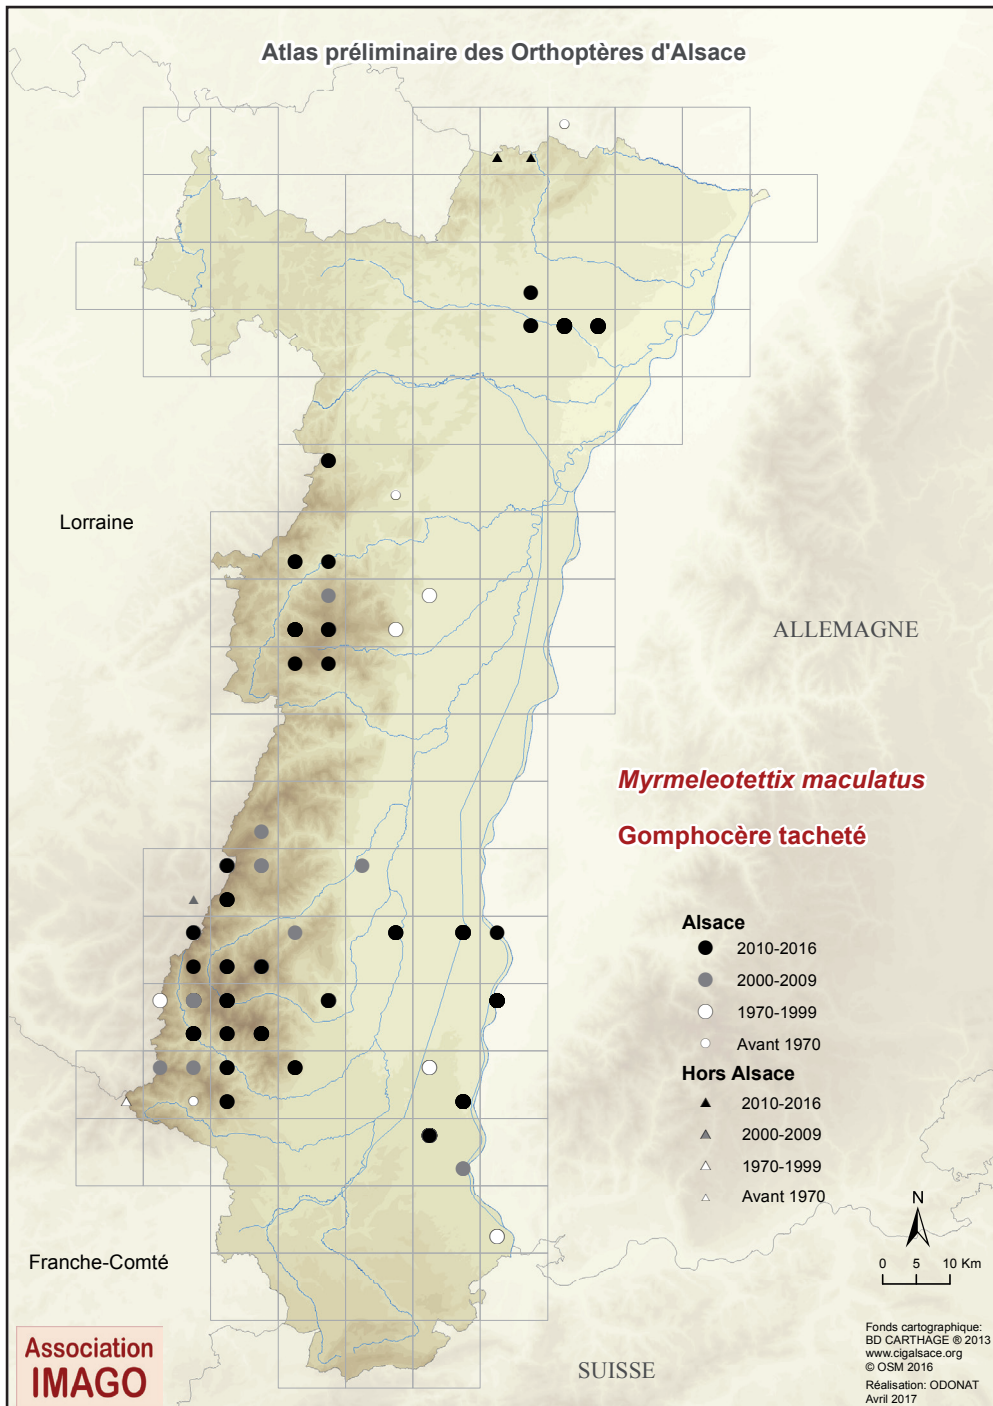 Atlas préliminaire des Orthoptères d'Alsace
Lorraine
ALLEMAGNE
Myrmeleotettix maculatus
Gomphocère tacheté
Alsace
2010-2016
2000-2009
1970-1999
Avant 1970
Hors Alsace
2010-2016
2000-2009
1970-1999
Avant 1970
N
0 5 10 Km
Franche-Comté
SUISSE
Association
IMAGO
Fonds cartographique:
BD CARTHAGE ® 2013
www.cigalsace.org
© OSM 2016
Réalisation: ODONAT
Avril 2017